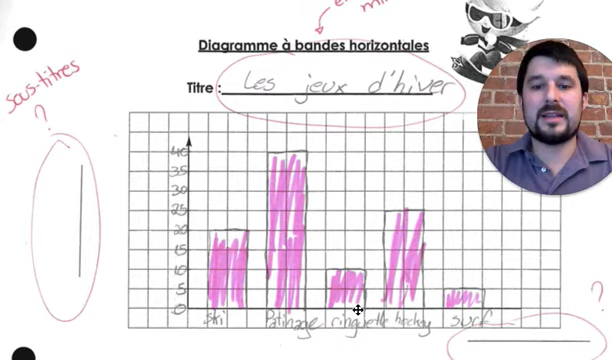 Diagramme à bandes horizontales
Titre : Les jeux d'hiver
sous-titres
?
40
35
30
25
20
15
10
5
0
Ski Patinage ringuette hockey surf
?